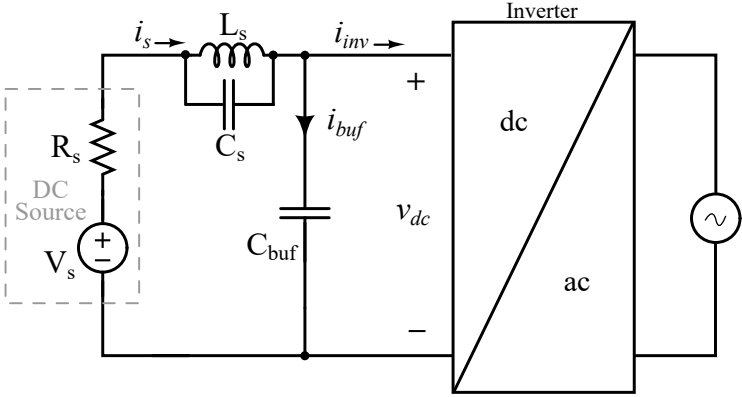 Inverter
i_s
L_s
i_inv
+
dc
i_buf
C_s
R_s
DC
Source
v_dc
+
−
V_s
C_buf
ac
−